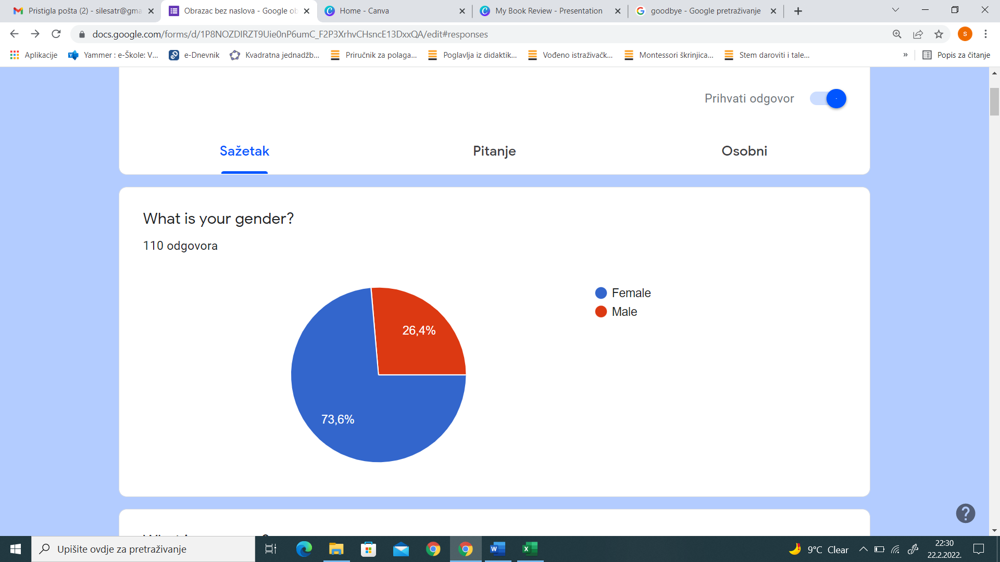 Pristigla pošta (2) - silesatr@gma
Obrazac bez naslova - Google ob
Home - Canva
My Book Review - Presentation
goodbye - Google pretraživanje
docs.google.com/forms/d/1P8NOZDIRZT9Uie0nP6umC_F2P3XrhvCHsncE13DxxQA/edit#responses
s
Aplikacije
Yammer : e-Škole: V...
e-Dnevnik
Kvadratna jednadžb...
Priručnik za polaga...
Poglavlja iz didaktik...
Vođeno istraživačk...
Montessori škrinjica...
Stem daroviti i tale...
»
Popis za čitanje
Prihvati odgovor
Sažetak
Pitanje
Osobni
What is your gender?
110 odgovora
Female
Male
26,4%
73,6%
Upišite ovdje za pretraživanje
9°C Clear
22:30
22.2.2022.